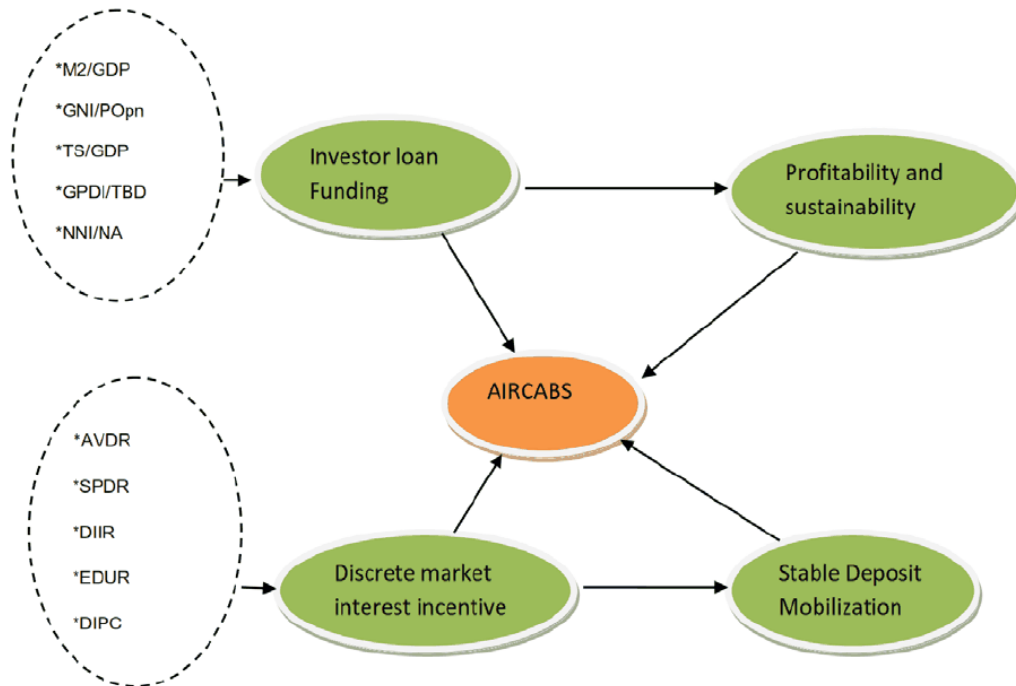 *M2/GDP
*GNI/POpn
*TS/GDP
*GPDI/TBD
*NNI/NA
Investor loan
Funding
Profitability and
sustainability
AIRCABS
*AVDR
*SPDR
*DIIR
*EDUR
*DIPC
Discrete market
interest incentive
Stable Deposit
Mobilization